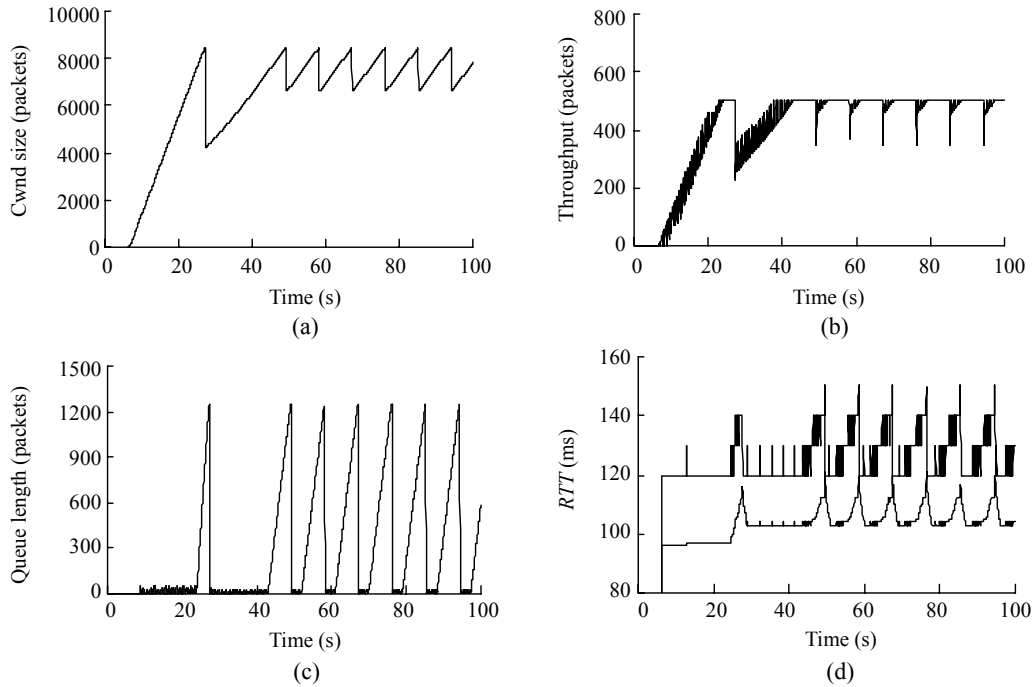 Cwnd size (packets)
10000
8000
6000
4000
2000
0
0 20 40 60 80 100
Time (s)
(a)
Throughput (packets)
800
600
400
200
0
0 20 40 60 80 100
Time (s)
(b)
Queue length (packets)
1500
1200
900
600
300
0
0 20 40 60 80 100
Time (s)
(c)
RTT (ms)
160
140
120
100
80
0 20 40 60 80 100
Time (s)
(d)